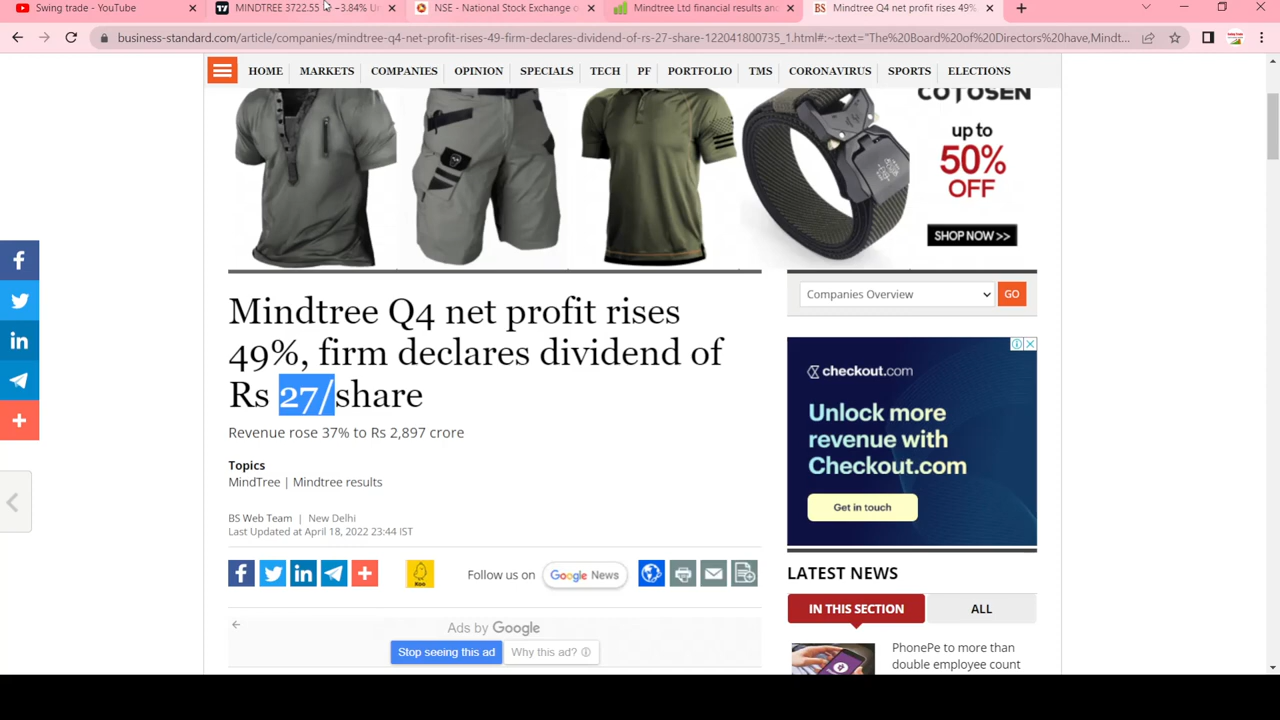 Swing trade - YouTube
MINDTREE 3722.55 −3.84% Un
NSE - National Stock Exchange o
Mindtree Ltd financial results and
Mindtree Q4 net profit rises 49%
business-standard.com/article/companies/mindtree-q4-net-profit-rises-49-firm-declares-dividend-of-rs-27-share-122041800735_1.html#:~:text="The%20Board%20of%20Directors%20have,Mindt...
HOME MARKETS COMPANIES OPINION SPECIALS TECH PF PORTFOLIO TMS CORONAVIRUS SPORTS ELECTIONS
COTOSEN
up to
50%
OFF
SHOP NOW >>
Mindtree Q4 net profit rises
49%, firm declares dividend of
Rs 27/share
Revenue rose 37% to Rs 2,897 crore
Topics
MindTree | Mindtree results
BS Web Team | New Delhi
Last Updated at April 18, 2022 23:44 IST
Koo
Follow us on Google News
Ads by Google
Stop seeing this ad Why this ad?
Companies Overview GO
checkout.com
Unlock more
revenue with
Checkout.com
Get in touch
LATEST NEWS
IN THIS SECTION ALL
PhonePe to more than
double employee count